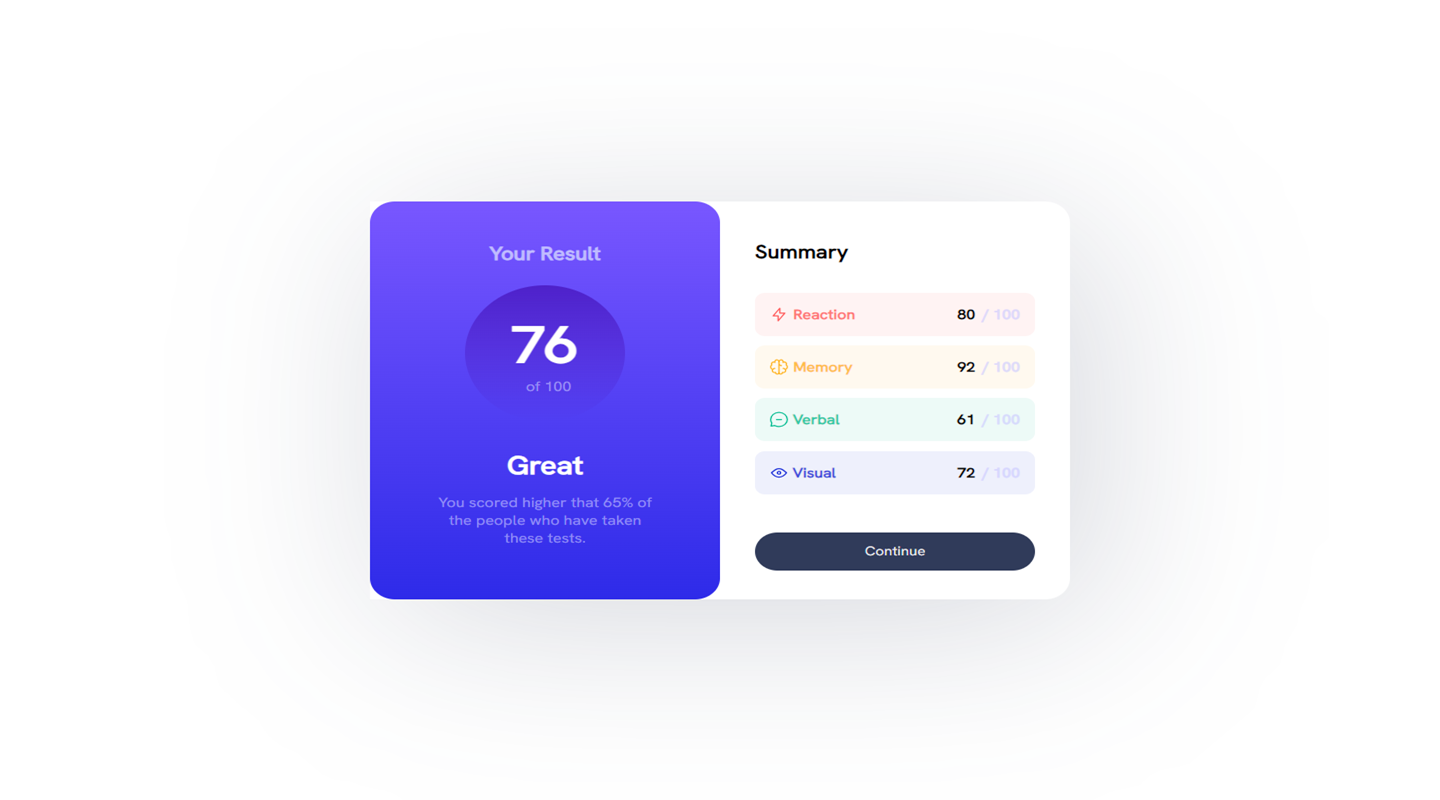 Your Result
76
of 100
Great
You scored higher that 65% of
the people who have taken
these tests.
Summary
Reaction 80 / 100
Memory 92 / 100
Verbal 61 / 100
Visual 72 / 100
Continue